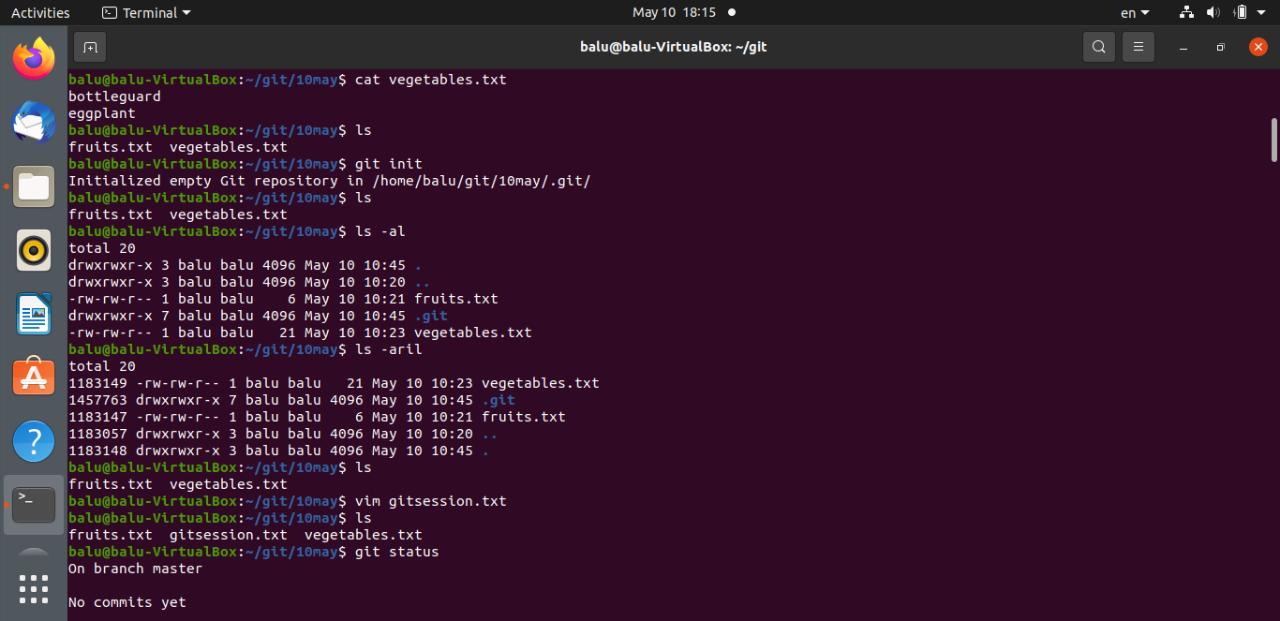 Activities Terminal May 10 18:15 en
balu@balu-VirtualBox: ~/git
balu@balu-VirtualBox:~/git/10may$ cat vegetables.txt
bottleguard
eggplant
balu@balu-VirtualBox:~/git/10may$ ls
fruits.txt  vegetables.txt
balu@balu-VirtualBox:~/git/10may$ git init
Initialized empty Git repository in /home/balu/git/10may/.git/
balu@balu-VirtualBox:~/git/10may$ ls
fruits.txt  vegetables.txt
balu@balu-VirtualBox:~/git/10may$ ls -al
total 20
drwxrwxr-x 3 balu balu 4096 May 10 10:45 .
drwxrwxr-x 3 balu balu 4096 May 10 10:20 ..
-rw-rw-r-- 1 balu balu    6 May 10 10:21 fruits.txt
drwxrwxr-x 7 balu balu 4096 May 10 10:45 .git
-rw-rw-r-- 1 balu balu   21 May 10 10:23 vegetables.txt
balu@balu-VirtualBox:~/git/10may$ ls -aril
total 20
1183149 -rw-rw-r-- 1 balu balu   21 May 10 10:23 vegetables.txt
1457763 drwxrwxr-x 7 balu balu 4096 May 10 10:45 .git
1183147 -rw-rw-r-- 1 balu balu    6 May 10 10:21 fruits.txt
1183057 drwxrwxr-x 3 balu balu 4096 May 10 10:20 ..
1183148 drwxrwxr-x 3 balu balu 4096 May 10 10:45 .
balu@balu-VirtualBox:~/git/10may$ ls
fruits.txt  vegetables.txt
balu@balu-VirtualBox:~/git/10may$ vim gitsession.txt
balu@balu-VirtualBox:~/git/10may$ ls
fruits.txt  gitsession.txt  vegetables.txt
balu@balu-VirtualBox:~/git/10may$ git status
On branch master
No commits yet